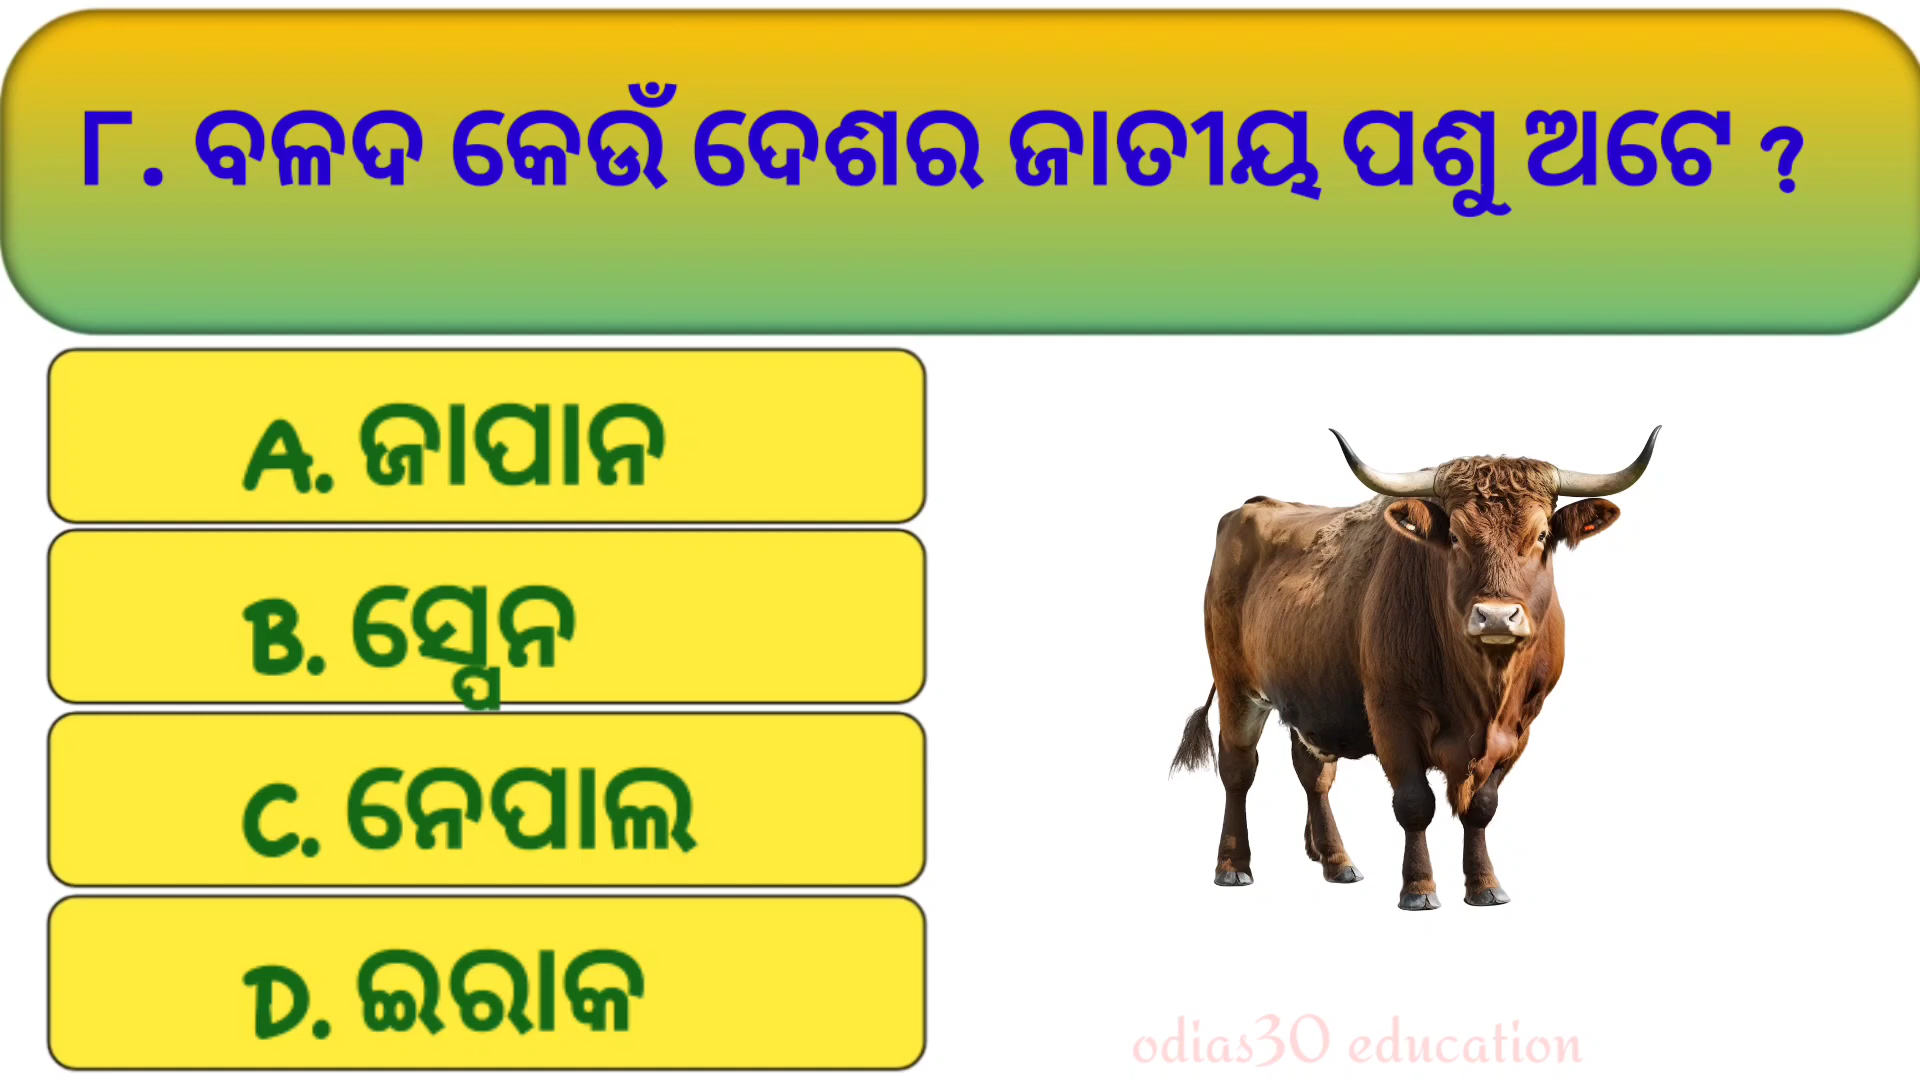 ୮. ବଳଦ କେଉଁ ଦେଶର ଜାତୀୟ ପଶୁ ଅଟେ ?
A. ଜାପାନ
B. ସ୍ପେନ
C. ନେପାଲ
D. ଇରାକ
odias30 education